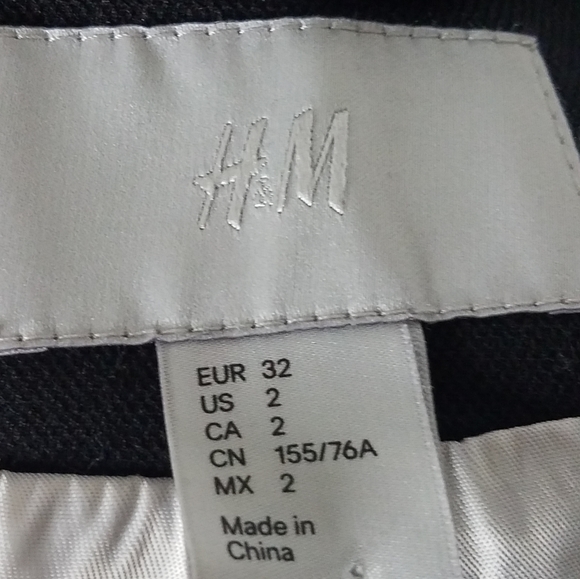 H&M
EUR 32
US 2
CA 2
CN 155/76A
MX 2
Made in
China